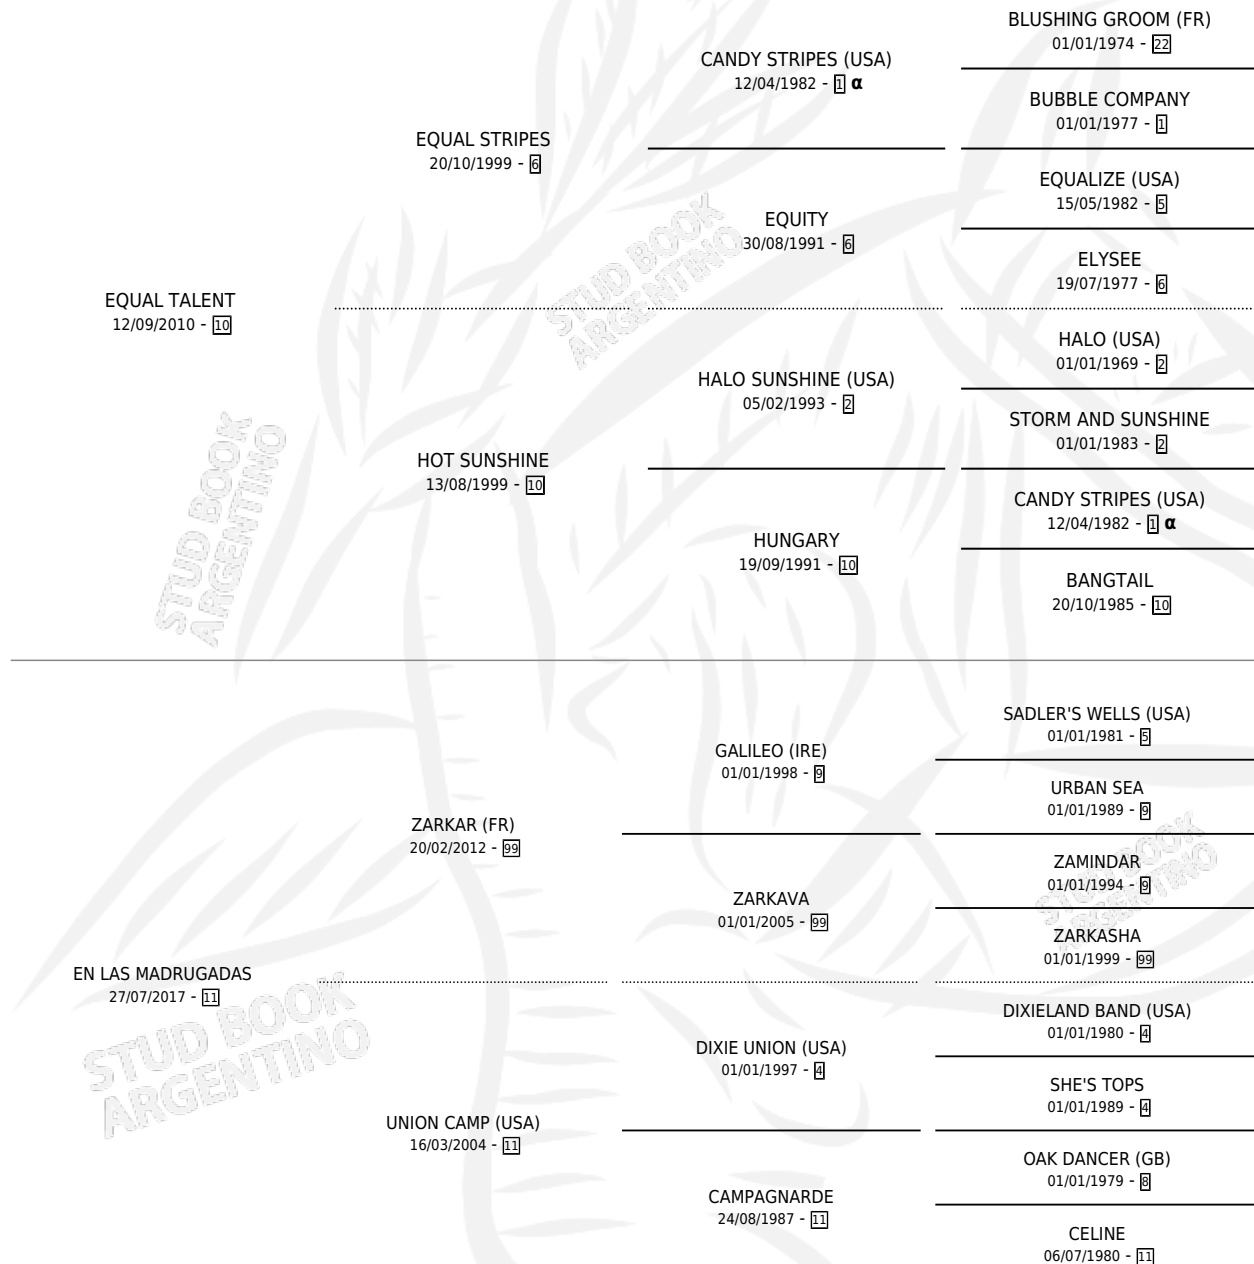 BLUSHING GROOM (FR)
01/01/1974 - 22
CANDY STRIPES (USA)
12/04/1982 - 1 α
BUBBLE COMPANY
01/01/1977 - 1
EQUAL STRIPES
20/10/1999 - 6
EQUALIZE (USA)
15/05/1982 - 5
EQUITY
30/08/1991 - 6
ELYSEE
19/07/1977 - 6
EQUAL TALENT
12/09/2010 - 10
HALO (USA)
01/01/1969 - 2
HALO SUNSHINE (USA)
05/02/1993 - 2
STORM AND SUNSHINE
01/01/1983 - 2
HOT SUNSHINE
13/08/1999 - 10
CANDY STRIPES (USA)
12/04/1982 - 1 α
HUNGARY
19/09/1991 - 10
BANGTAIL
20/10/1985 - 10
SADLER'S WELLS (USA)
01/01/1981 - 5
GALILEO (IRE)
01/01/1998 - 9
URBAN SEA
01/01/1989 - 9
ZARKAR (FR)
20/02/2012 - 99
ZAMINDAR
01/01/1994 - 9
ZARKAVA
01/01/2005 - 99
ZARKASHA
01/01/1999 - 99
EN LAS MADRUGADAS
27/07/2017 - 11
DIXIELAND BAND (USA)
01/01/1980 - 4
DIXIE UNION (USA)
01/01/1997 - 4
SHE'S TOPS
01/01/1989 - 4
UNION CAMP (USA)
16/03/2004 - 11
OAK DANCER (GB)
01/01/1979 - 8
CAMPAGNARDE
24/08/1987 - 11
CELINE
06/07/1980 - 11
STUD BOOK
ARGENTINO
STUD BOOK
ARGENTINO
STUD BOOK
ARGENTINO
STUD BOOK
ARGENTINO